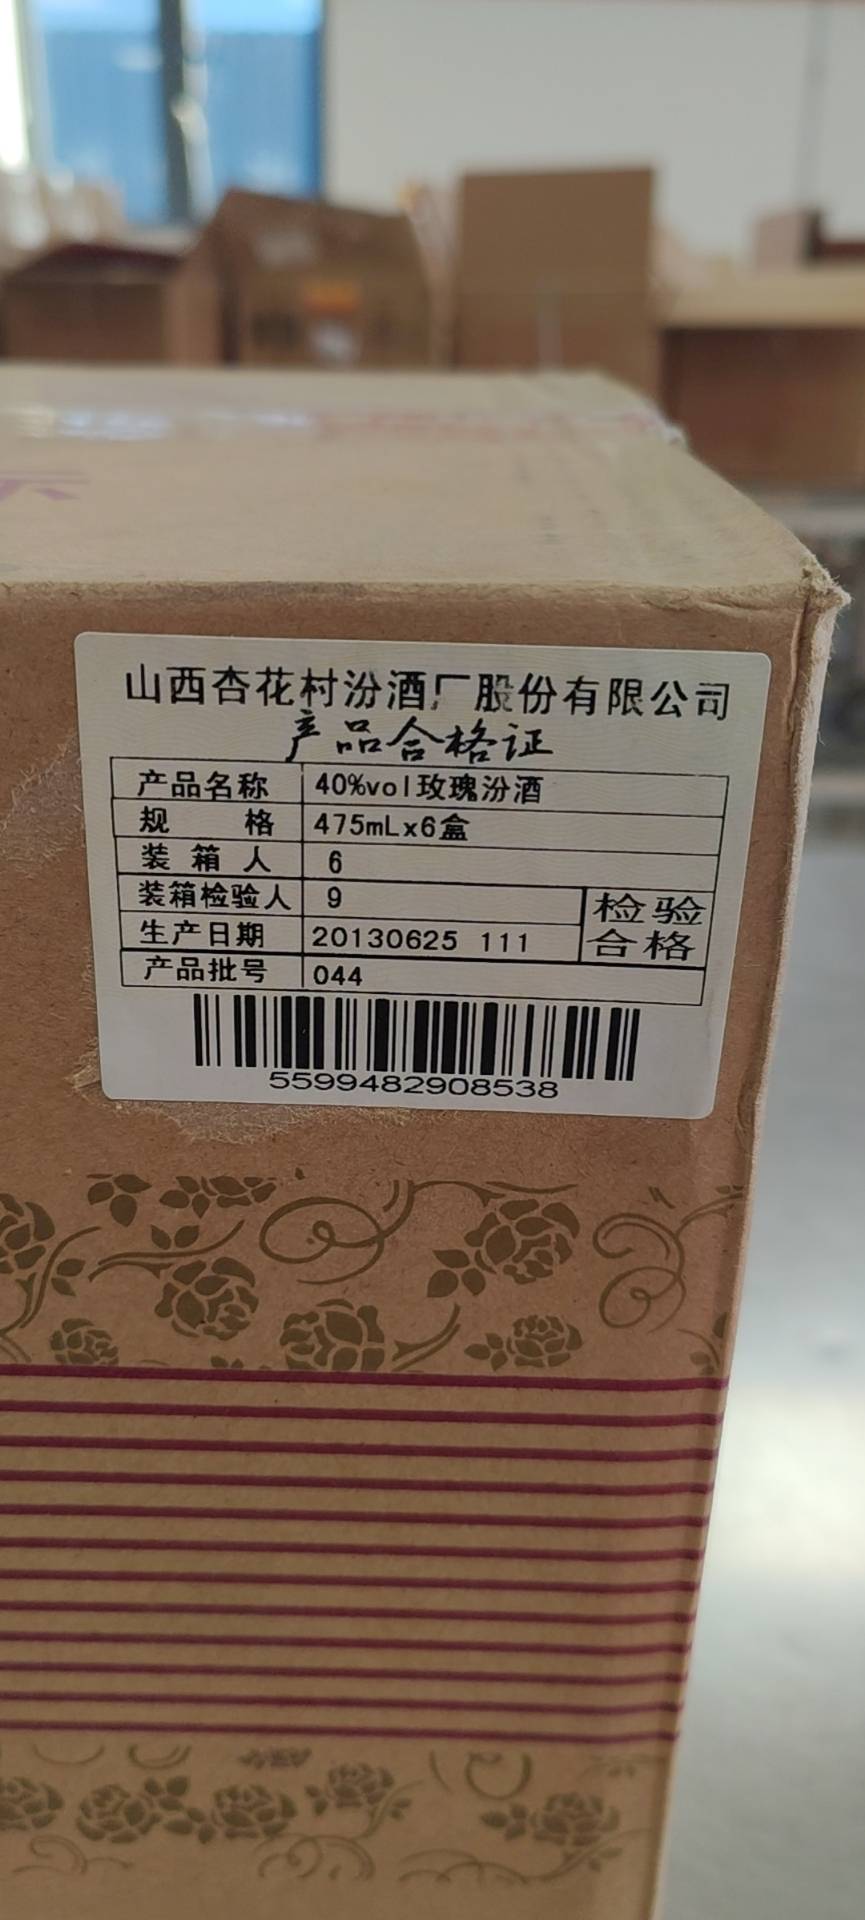 山西杏花村汾酒厂股份有限公司
产品合格证
产品名称 40%vol玫瑰汾酒
规格 475mLx6盒
装箱人 6
装箱检验人 9
检验
生产日期 20130625 111
合格
产品批号 044
5599482908538